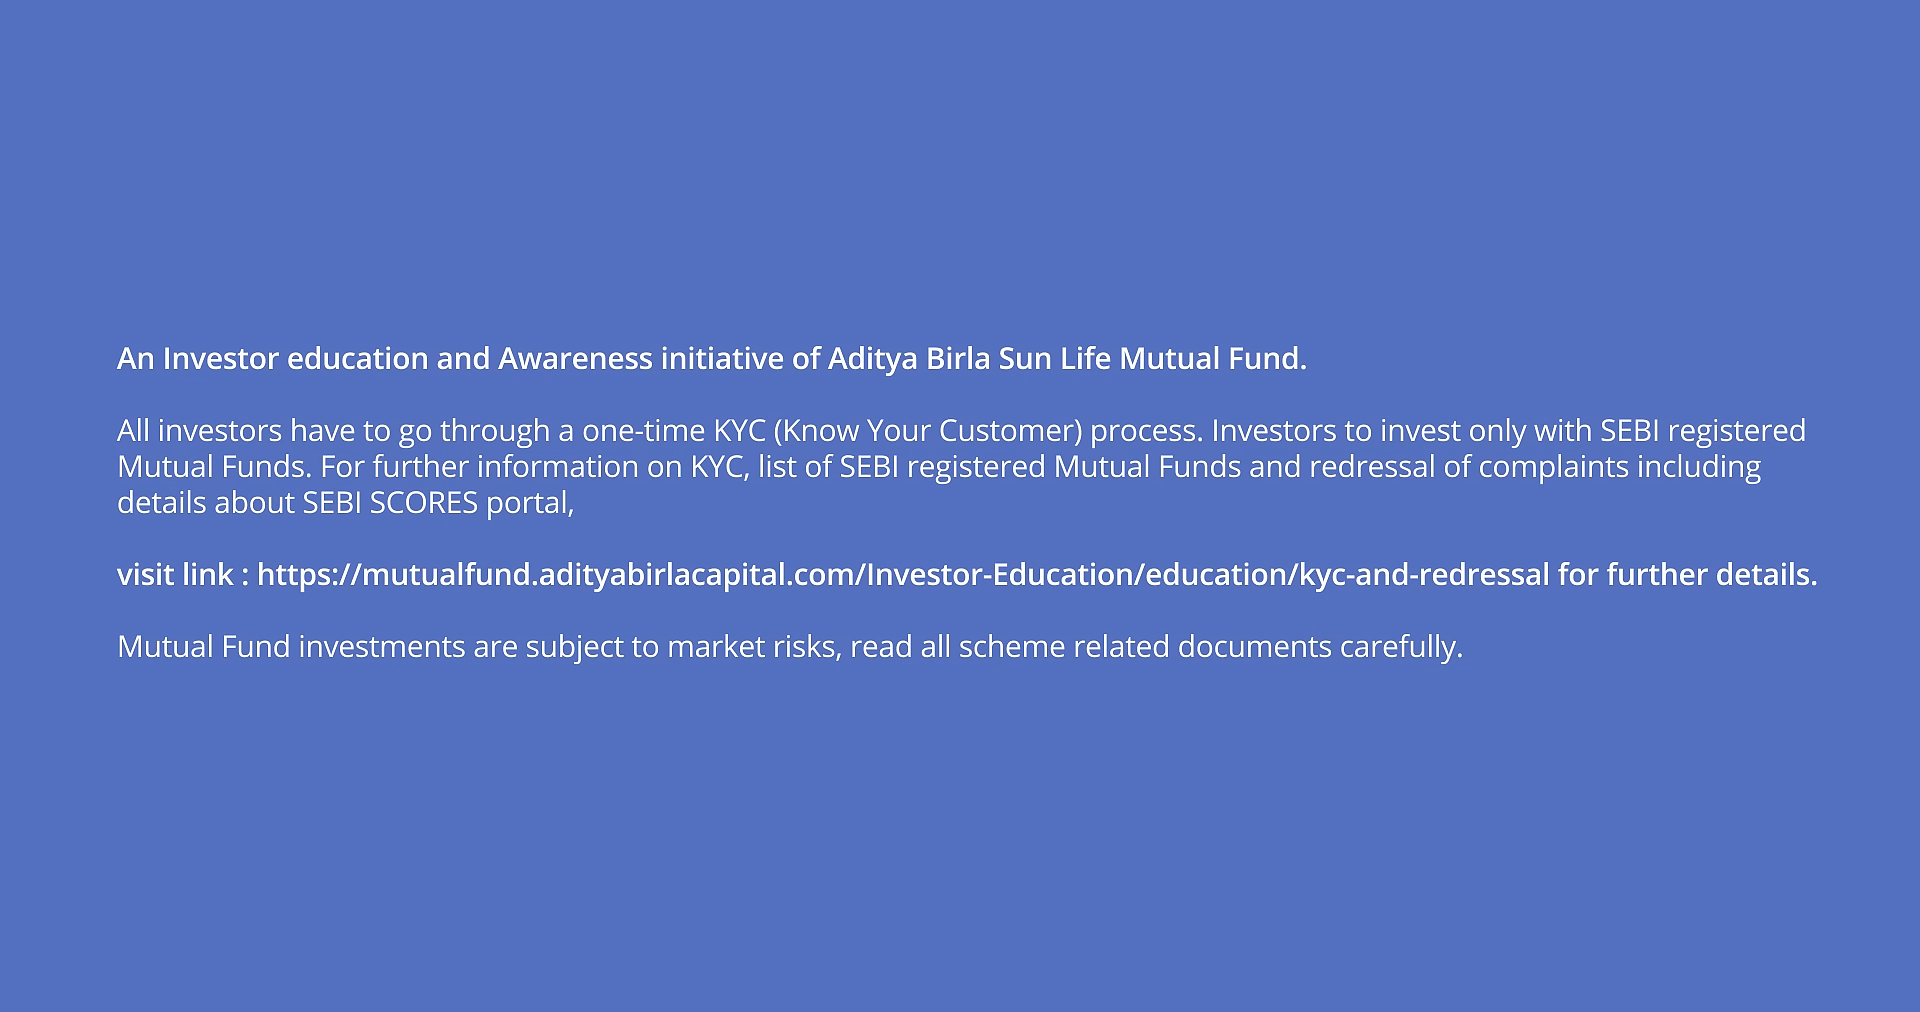 An Investor education and Awareness initiative of Aditya Birla Sun Life Mutual Fund.
All investors have to go through a one-time KYC (Know Your Customer) process. Investors to invest only with SEBI registered
Mutual Funds. For further information on KYC, list of SEBI registered Mutual Funds and redressal of complaints including
details about SEBI SCORES portal,
visit link : https://mutualfund.adityabirlacapital.com/Investor-Education/education/kyc-and-redressal for further details.
Mutual Fund investments are subject to market risks, read all scheme related documents carefully.